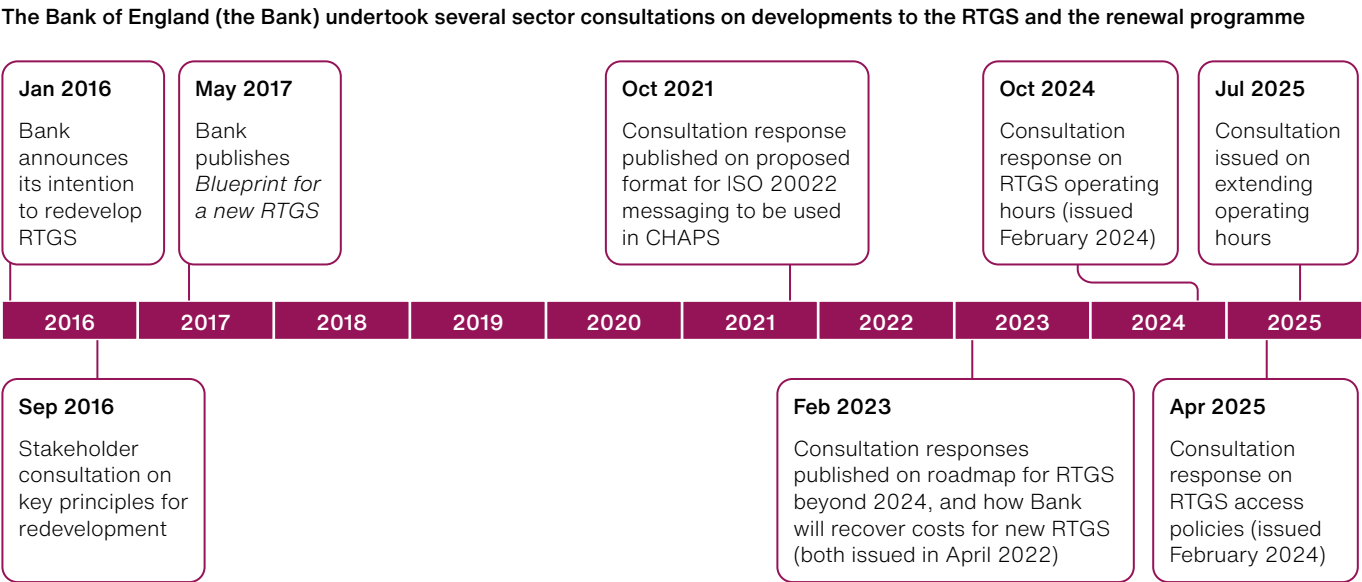 The Bank of England (the Bank) undertook several sector consultations on developments to the RTGS and the renewal programme
Jan 2016
Bank
announces
its intention
to redevelop
RTGS
May 2017
Bank
publishes
Blueprint for
a new RTGS
Oct 2021
Consultation response
published on proposed
format for ISO 20022
messaging to be used
in CHAPS
Oct 2024
Consultation
response on
RTGS operating
hours (issued
February 2024)
Jul 2025
Consultation
issued on
extending
operating
hours
2016 2017 2018 2019 2020 2021 2022 2023 2024 2025
Sep 2016
Stakeholder
consultation on
key principles for
redevelopment
Feb 2023
Consultation responses
published on roadmap for RTGS
beyond 2024, and how Bank
will recover costs for new RTGS
(both issued in April 2022)
Apr 2025
Consultation
response on
RTGS access
policies (issued
February 2024)